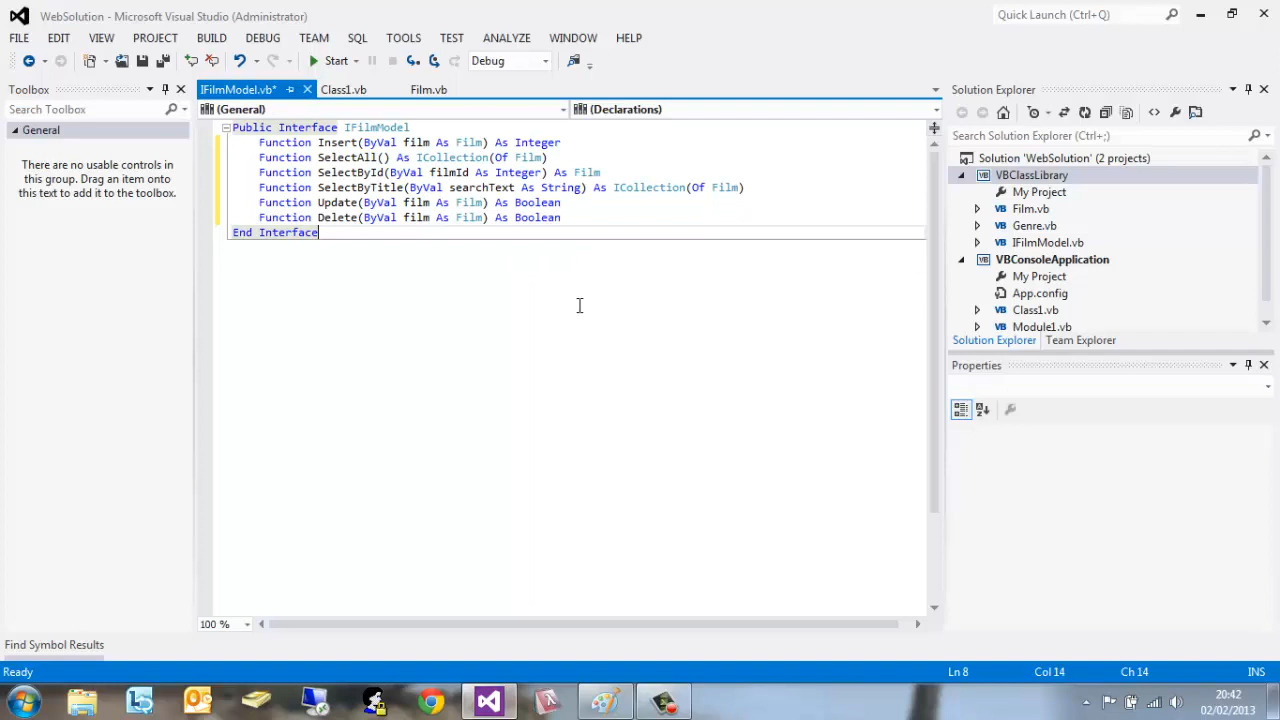 WebSolution - Microsoft Visual Studio (Administrator)
Quick Launch (Ctrl+Q)
FILE EDIT VIEW PROJECT BUILD DEBUG TEAM SQL TOOLS TEST ANALYZE WINDOW HELP
Start
Debug
Toolbox
Search Toolbox
General
There are no usable controls in
this group. Drag an item onto
this text to add it to the toolbox.
IFilmModel.vb*
Class1.vb
Film.vb
(General)
(Declarations)
Public Interface IFilmModel
Function Insert(ByVal film As Film) As Integer
Function SelectAll() As ICollection(Of Film)
Function SelectById(ByVal filmId As Integer) As Film
Function SelectByTitle(ByVal searchText As String) As ICollection(Of Film)
Function Update(ByVal film As Film) As Boolean
Function Delete(ByVal film As Film) As Boolean
End Interface
100 %
Solution Explorer
Search Solution Explorer (Ctrl+;)
Solution 'WebSolution' (2 projects)
VB VBClassLibrary
My Project
VB Film.vb
VB Genre.vb
VB IFilmModel.vb
VB VBConsoleApplication
My Project
App.config
VB Class1.vb
VB Module1.vb
Solution Explorer
Team Explorer
Properties
Find Symbol Results
Ready
Ln 8
Col 14
Ch 14
INS
20:42
02/02/2013